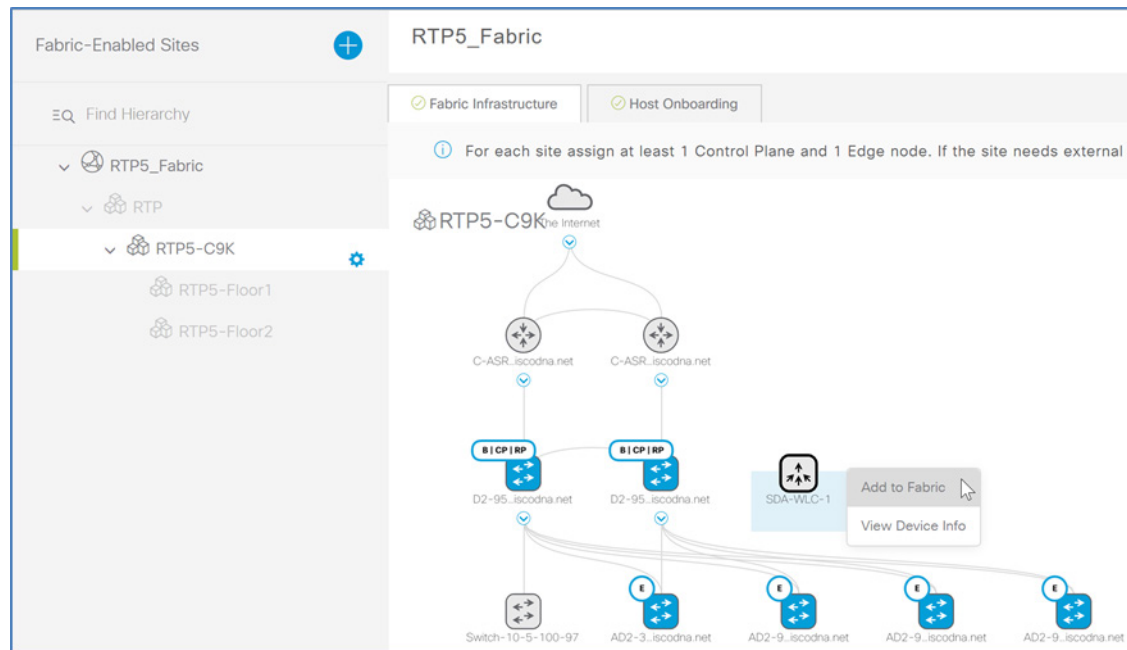 Fabric-Enabled Sites
RTP5_Fabric
Find Hierarchy
RTP5_Fabric
RTP
RTP5-C9K
RTP5-Floor1
RTP5-Floor2
Fabric Infrastructure
Host Onboarding
For each site assign at least 1 Control Plane and 1 Edge node. If the site needs external
RTP5-C9K
The Internet
C-ASR...iscodna.net
C-ASR...iscodna.net
B | CP | RP
B | CP | RP
D2-95...iscodna.net
D2-95...iscodna.net
SDA-WLC-1
Add to Fabric
View Device Info
E
E
E
E
Switch-10-5-100-97
AD2-3...iscodna.net
AD2-9...iscodna.net
AD2-9...iscodna.net
AD2-9...iscodna.net